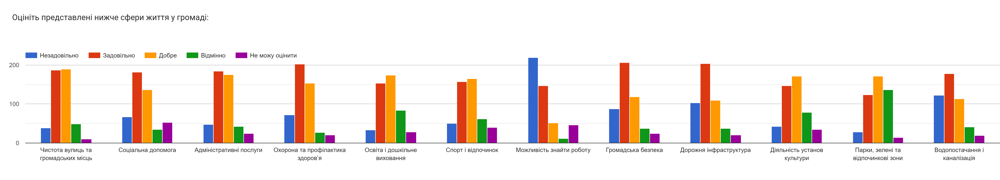 Оцініть представлені нижче сфери життя у громаді:
Незадовільно Задовільно Добре Відмінно Не можу оцінити
200
100
0
Чистота вулиць та
громадських місць
Соціальна допомога
Адміністративні послуги
Охорона та профілактика
здоров’я
Освіта і дошкільне
виховання
Спорт і відпочинок
Можливість знайти роботу
Громадська безпека
Дорожня інфраструктура
Діяльність установ
культури
Парки, зелені та
відпочинкові зони
Водопостачання і
каналізація